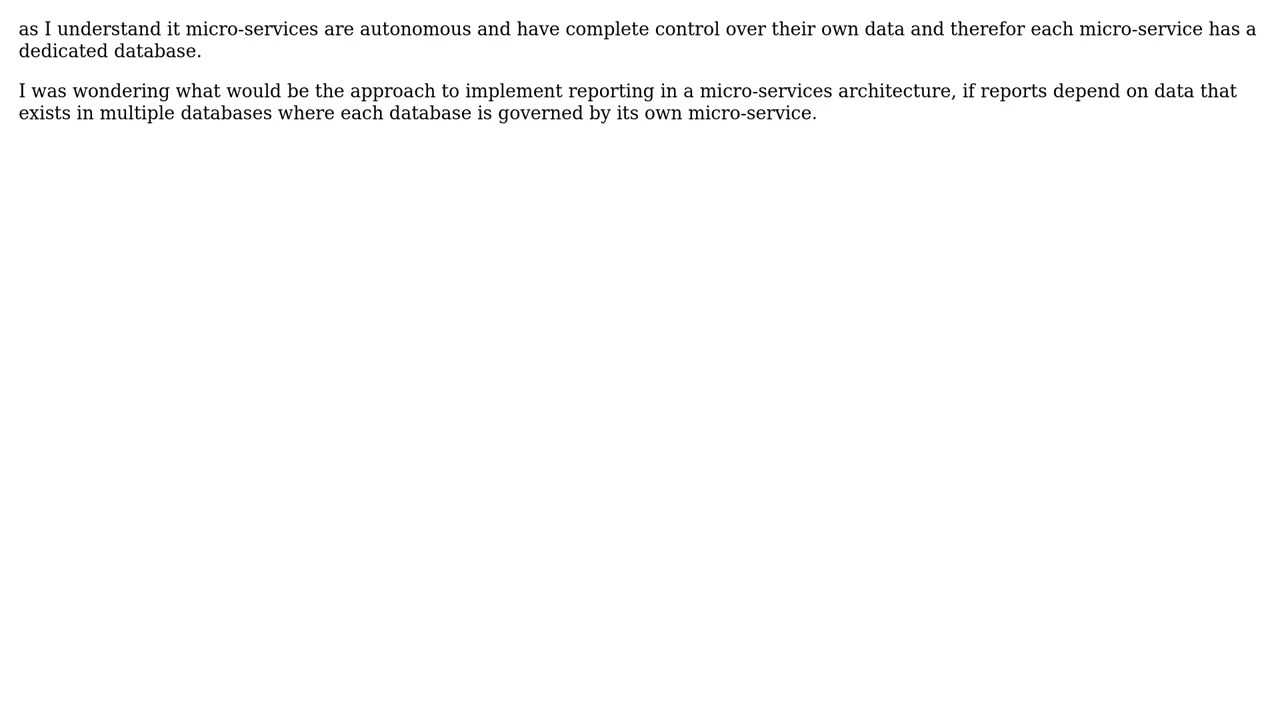 as I understand it micro-services are autonomous and have complete control over their own data and therefor each micro-service has a
dedicated database.
I was wondering what would be the approach to implement reporting in a micro-services architecture, if reports depend on data that
exists in multiple databases where each database is governed by its own micro-service.